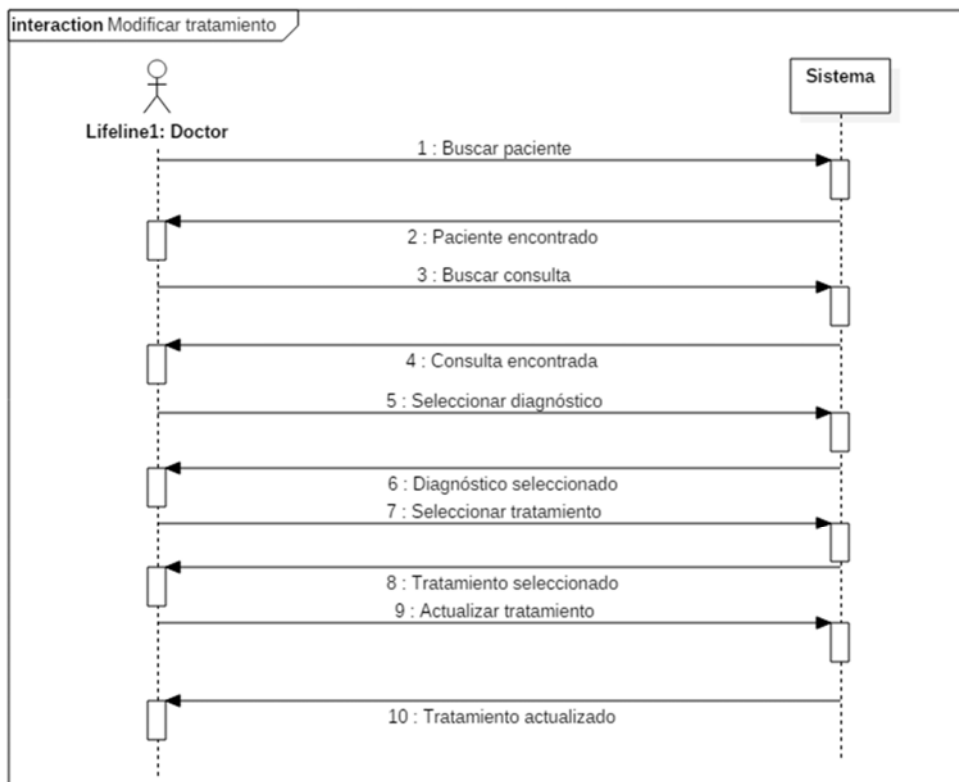 interaction Modificar tratamiento
Sistema
Lifeline1: Doctor
1 : Buscar paciente
2 : Paciente encontrado
3 : Buscar consulta
4 : Consulta encontrada
5 : Seleccionar diagnóstico
6 : Diagnóstico seleccionado
7 : Seleccionar tratamiento
8 : Tratamiento seleccionado
9 : Actualizar tratamiento
10 : Tratamiento actualizado